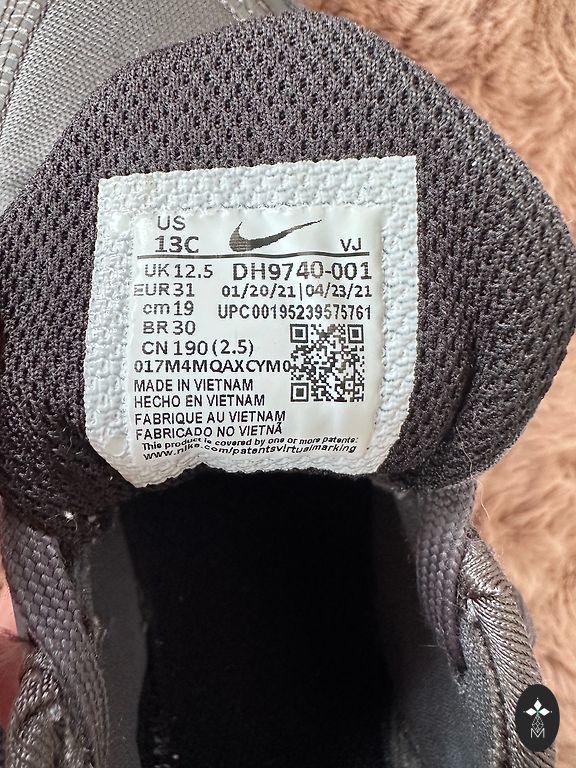 US
13C
VJ
UK 12.5 DH9740-001
EUR 31 01/20/21 | 04/23/21
cm 19 UPC00195239575761
BR 30
CN 190 (2.5)
017M4MQAXCYM0
MADE IN VIETNAM
HECHO EN VIETNAM
FABRIQUE AU VIETNAM
FABRICADO NO VIETNÃ
This product is covered by one or more patents:
www.nike.com/patentsvirtualmarking
M